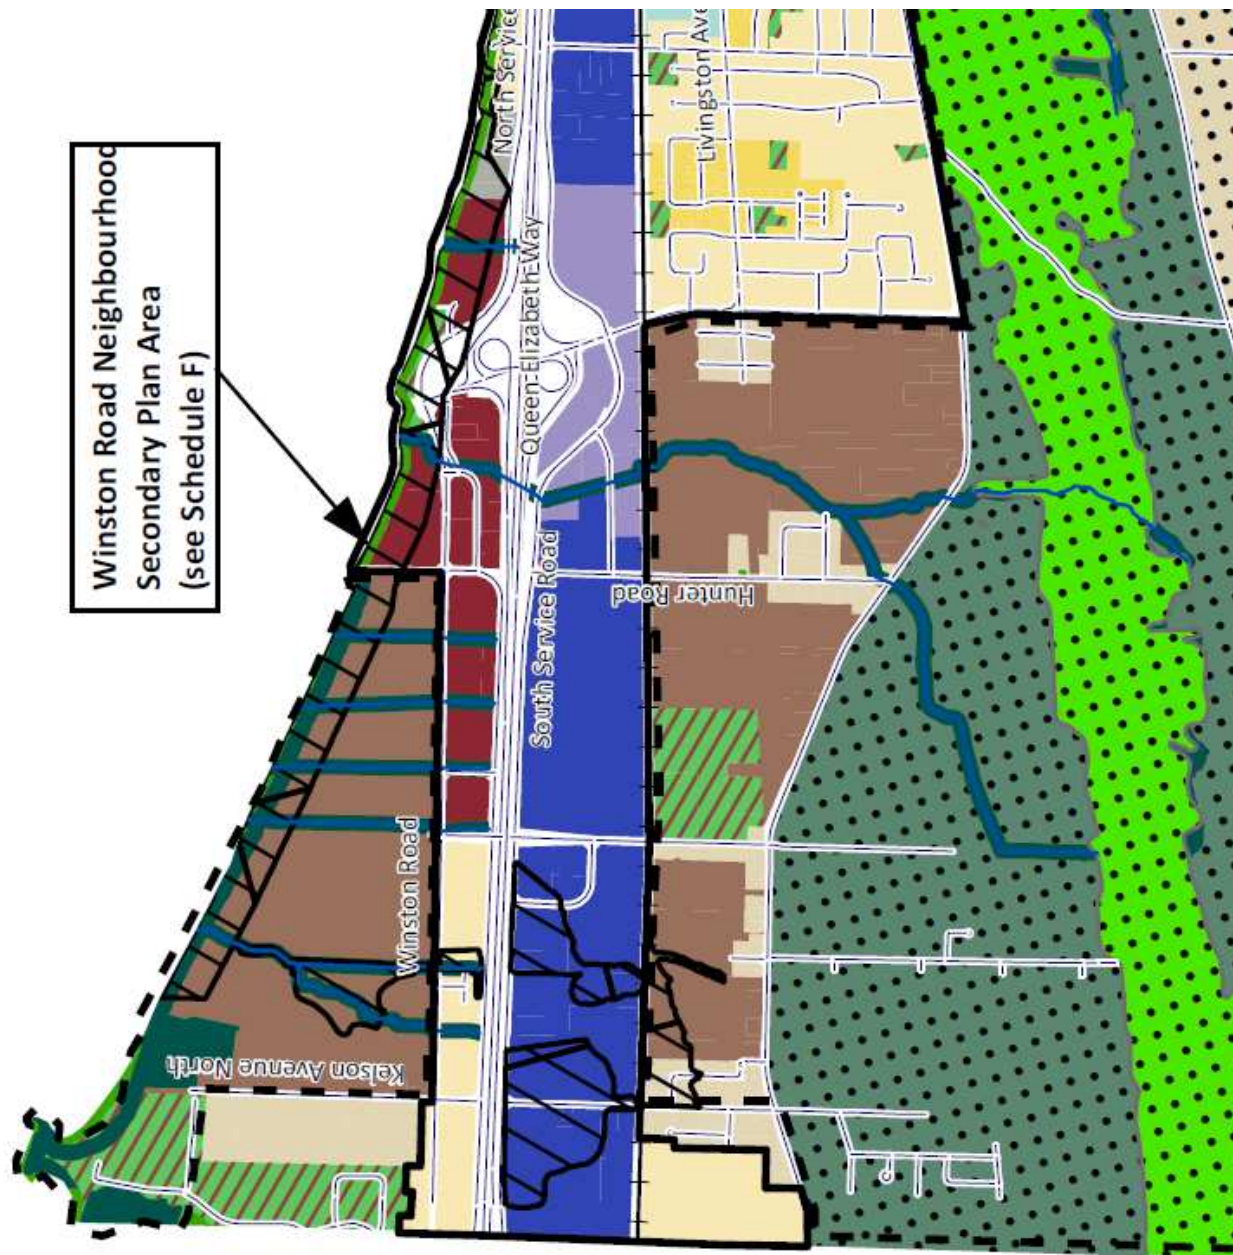 Winston Road Neighbourhood
Secondary Plan Area
(see Schedule F)
North Service
Livingston Ave
Queen Elizabeth Way
South Service Road
Hunter Road
Winston Road
Kelson Avenue North